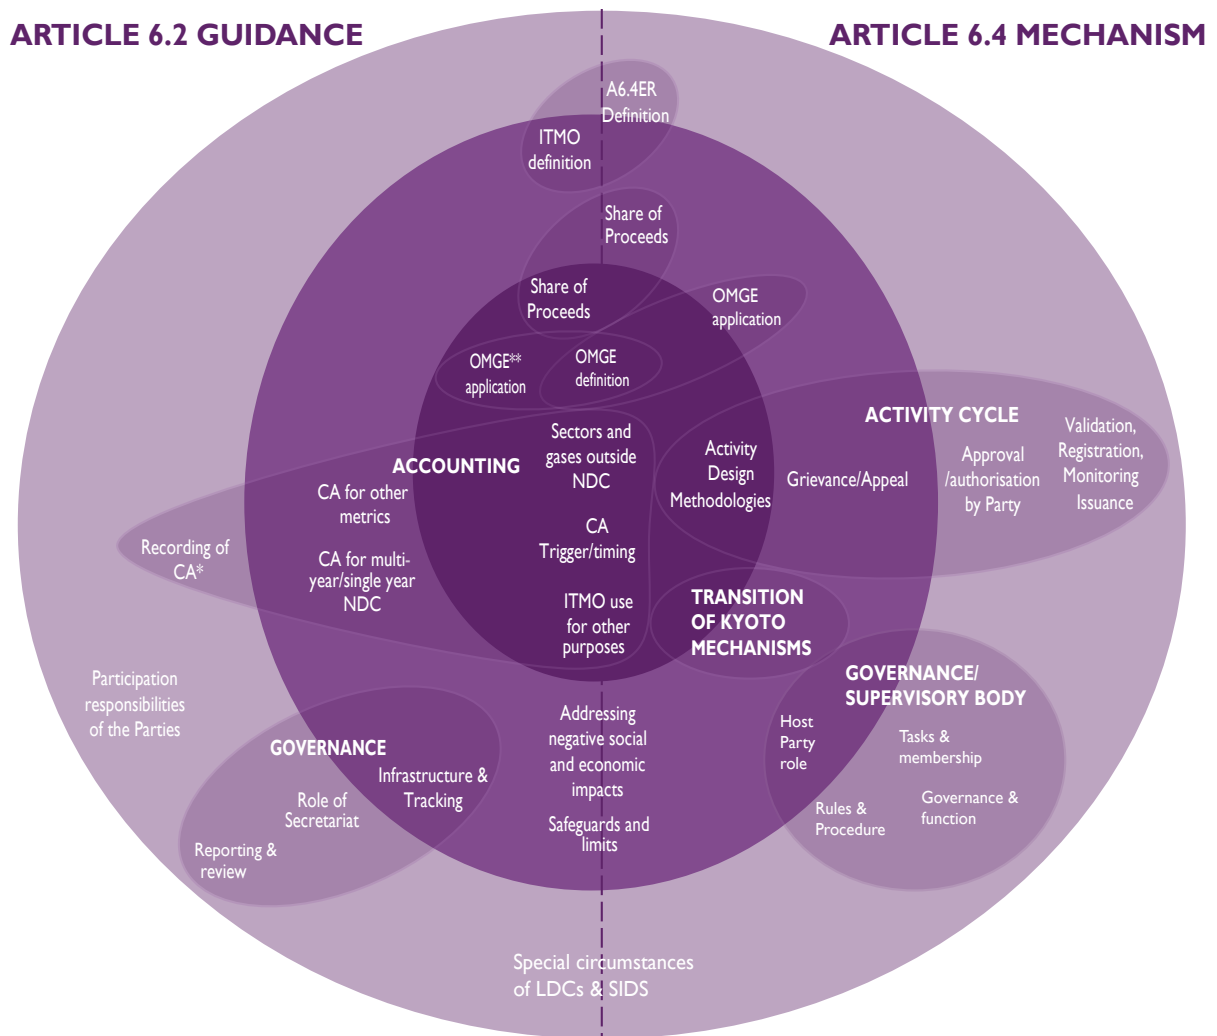 ARTICLE 6.2 GUIDANCE
ARTICLE 6.4 MECHANISM
A6.4ER
Definition
ITMO
definition
Share of
Proceeds
Share of
Proceeds
OMGE
application
OMGE**
application
OMGE
definition
ACCOUNTING
Sectors and
gases outside
NDC
CA for other
metrics
CA
Trigger/timing
CA for multi-
year/single year
NDC
Recording of
CA*
ITMO use
for other
purposes
ACTIVITY CYCLE
Activity
Design
Methodologies
Grievance/Appeal
Approval
/authorisation
by Party
Validation,
Registration,
Monitoring
Issuance
TRANSITION
OF KYOTO
MECHANISMS
GOVERNANCE/
SUPERVISORY BODY
Host
Party
role
Tasks &
membership
Rules &
Procedure
Governance &
function
Participation
responsibilities
of the Parties
GOVERNANCE
Infrastructure &
Tracking
Role of
Secretariat
Reporting &
review
Addressing
negative social
and economic
impacts
Safeguards and
limits
Special circumstances
of LDCs & SIDS